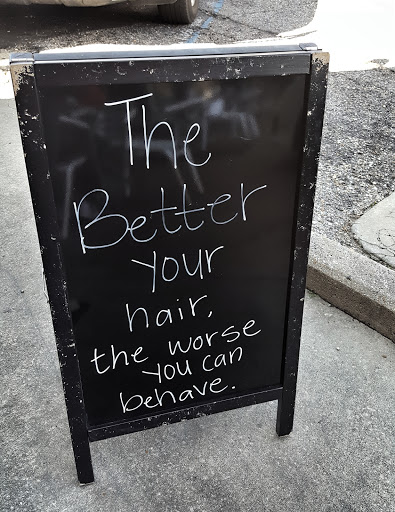 The
Better
your
hair,
the worse
you can
behave.